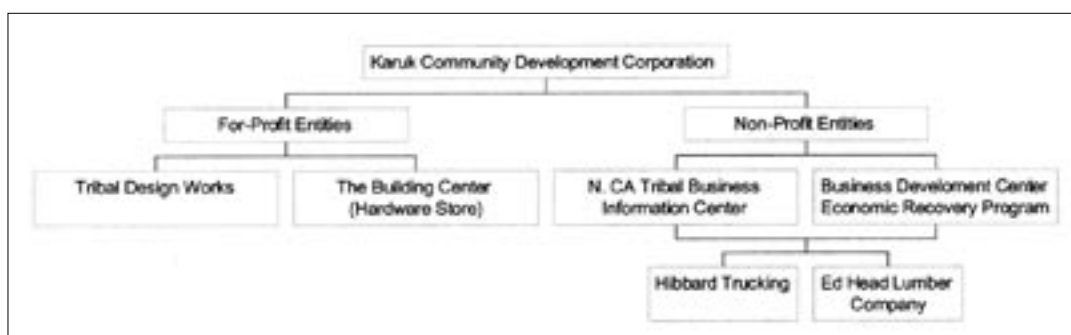 Karuk Community Development Corporation
For-Profit Entities
Non-Profit Entities
Tribal Design Works
The Building Center
(Hardware Store)
N. CA Tribal Business
Information Center
Business Develoment Center
Economic Recovery Program
Hibbard Trucking
Ed Head Lumber
Company